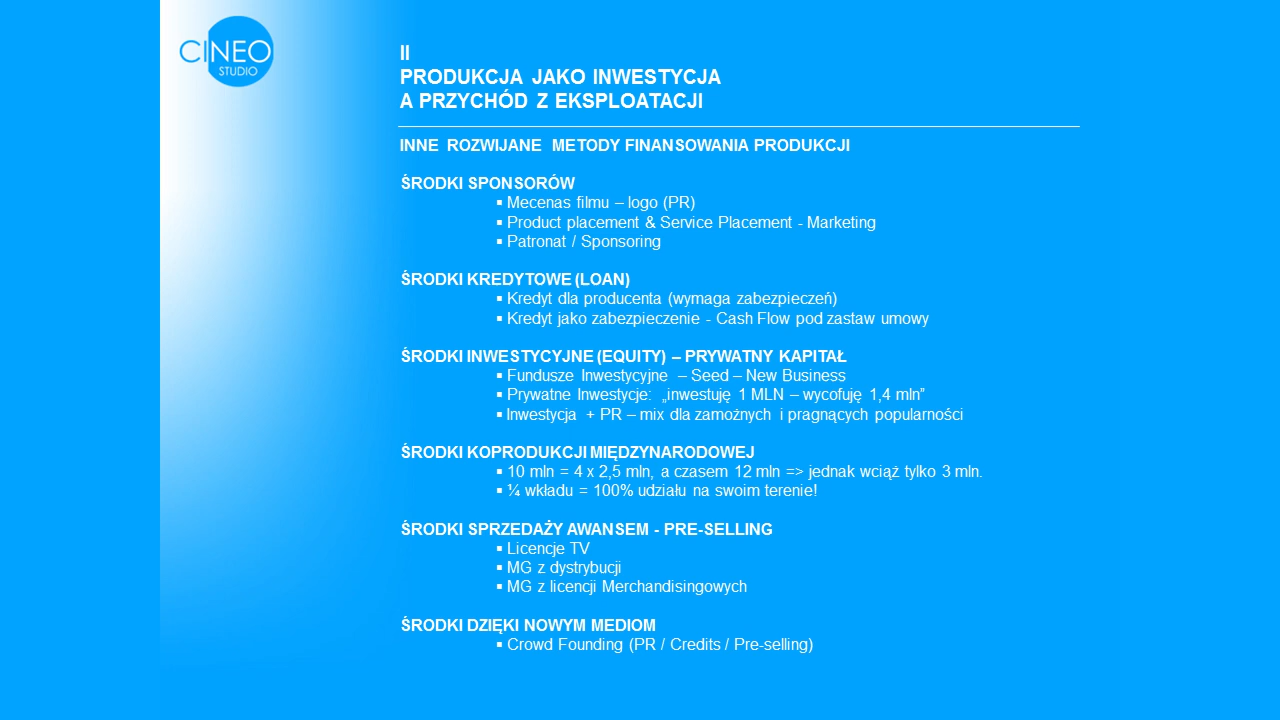 CINEO
STUDIO
II
PRODUKCJA JAKO INWESTYCJA
A PRZYCHÓD Z EKSPLOATACJI
INNE ROZWIJANE METODY FINANSOWANIA PRODUKCJI
ŚRODKI SPONSORÓW
▪ Mecenas filmu – logo (PR)
▪ Product placement & Service Placement - Marketing
▪ Patronat / Sponsoring
ŚRODKI KREDYTOWE (LOAN)
▪ Kredyt dla producenta (wymaga zabezpieczeń)
▪ Kredyt jako zabezpieczenie - Cash Flow pod zastaw umowy
ŚRODKI INWESTYCYJNE (EQUITY) – PRYWATNY KAPITAŁ
▪ Fundusze Inwestycyjne – Seed – New Business
▪ Prywatne Inwestycje: „inwestuję 1 MLN – wycofuję 1,4 mln”
▪ Inwestycja + PR – mix dla zamożnych i pragnących popularności
ŚRODKI KOPRODUKCJI MIĘDZYNARODOWEJ
▪ 10 mln = 4 x 2,5 mln, a czasem 12 mln => jednak wciąż tylko 3 mln.
▪ ¼ wkładu = 100% udziału na swoim terenie!
ŚRODKI SPRZEDAŻY AWANSEM - PRE-SELLING
▪ Licencje TV
▪ MG z dystrybucji
▪ MG z licencji Merchandisingowych
ŚRODKI DZIĘKI NOWYM MEDIOM
▪ Crowd Founding (PR / Credits / Pre-selling)